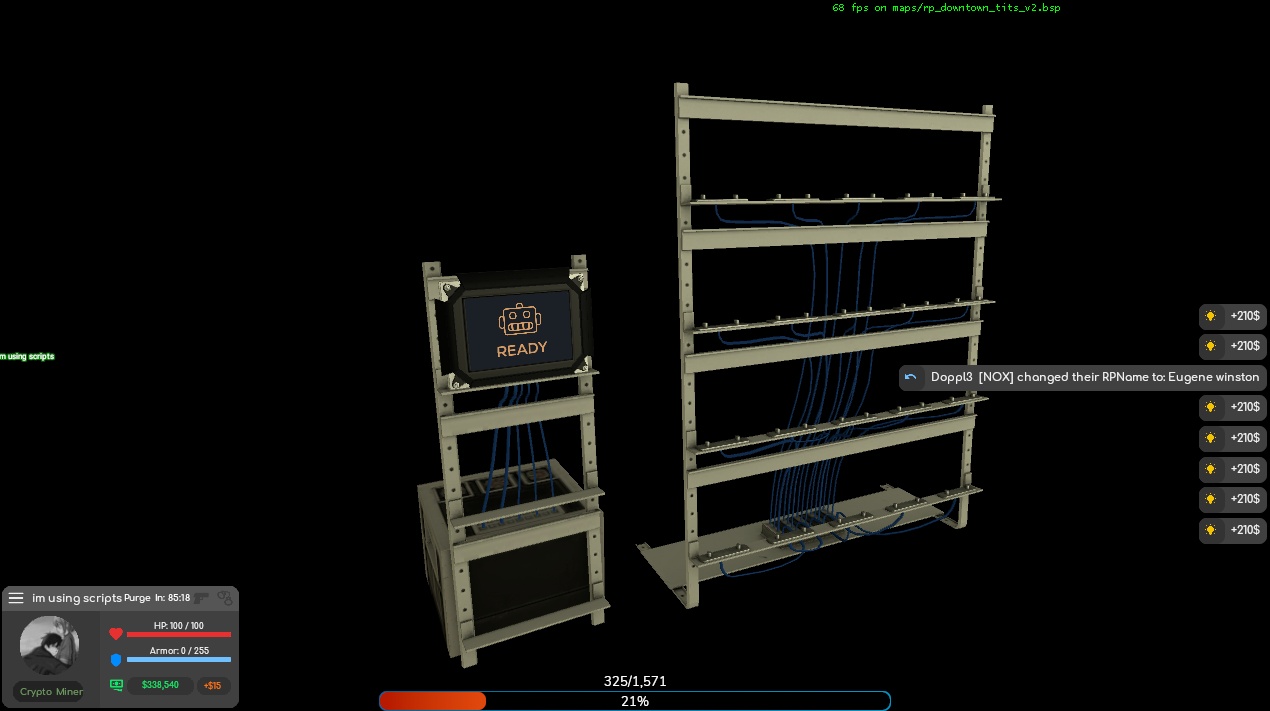 68 fps on maps/rp_downtown_tits_v2.bsp
READY
+210$
+210$
Doppl3 [NOX] changed their RPName to: Eugene winston
+210$
+210$
+210$
+210$
+210$
m using scripts
im using scripts Purge In: 85:18
HP: 100 / 100
Armor: 0 / 255
Crypto Miner
$338,540
+$15
325/1,571
21%